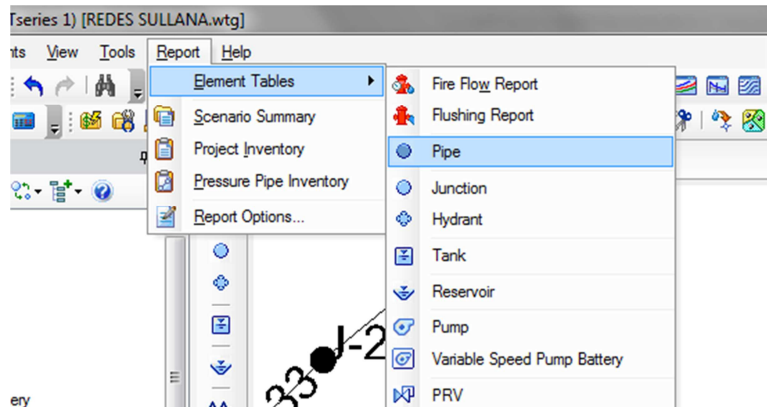 Tseries 1) [REDES SULLANA.wtg]
nts View Tools Report Help
Element Tables
Scenario Summary
Project Inventory
Pressure Pipe Inventory
Report Options...
Fire Flow Report
Flushing Report
Pipe
Junction
Hydrant
Tank
Reservoir
Pump
Variable Speed Pump Battery
PRV
J-2
33
ery